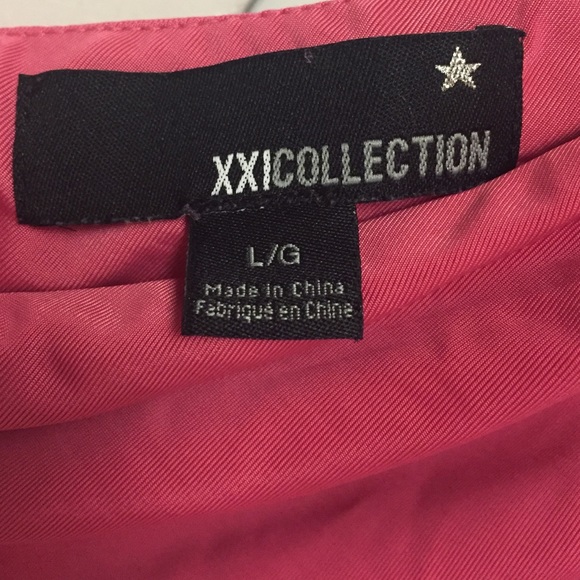 XXICOLLECTION
L/G
Made in China
Fabriqué en Chine